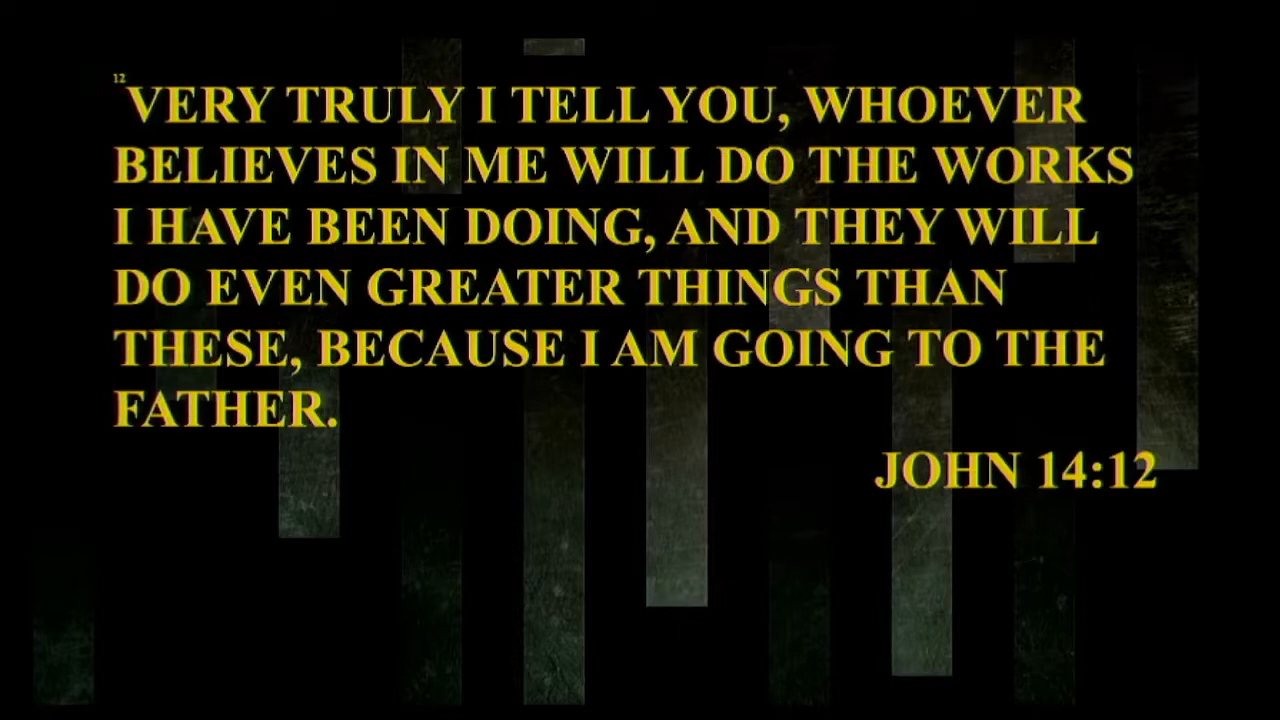 12 VERY TRULY I TELL YOU, WHOEVER
BELIEVES IN ME WILL DO THE WORKS
I HAVE BEEN DOING, AND THEY WILL
DO EVEN GREATER THINGS THAN
THESE, BECAUSE I AM GOING TO THE
FATHER.
JOHN 14:12